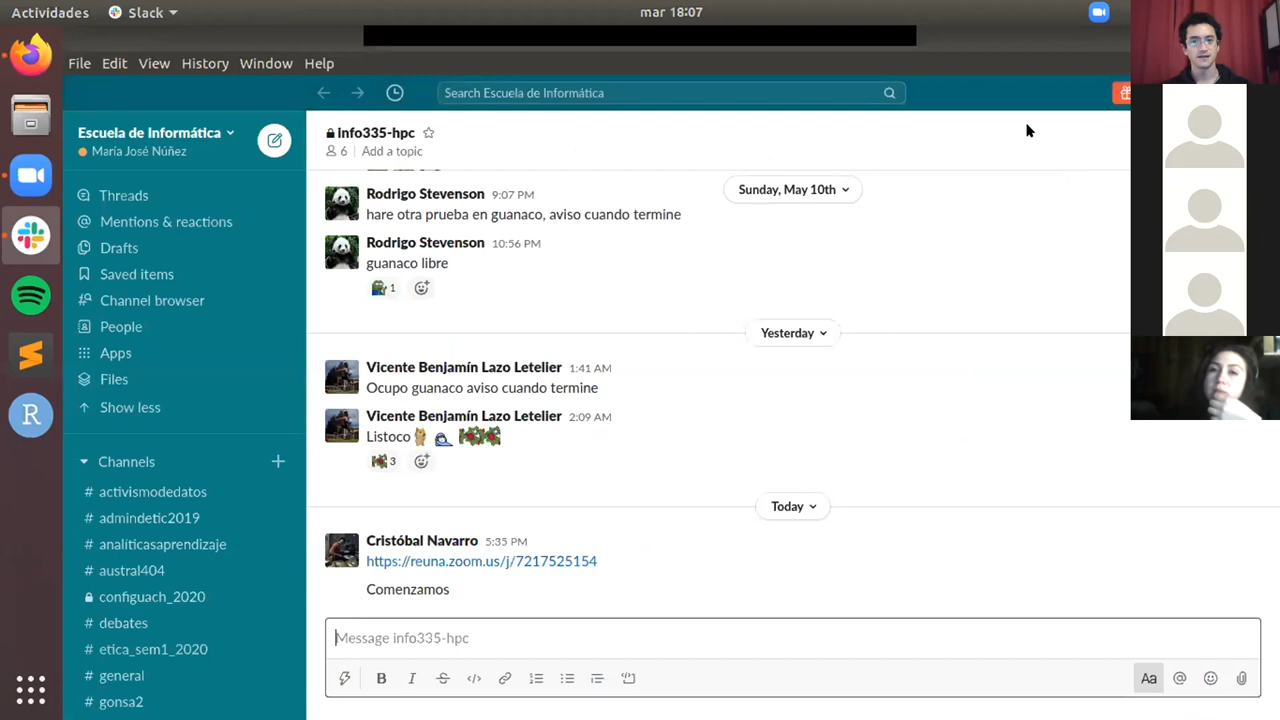 Actividades
Slack
mar 18:07
File Edit View History Window Help
Search Escuela de Informática
Escuela de Informática
María José Núñez
Threads
Mentions & reactions
Drafts
Saved items
Channel browser
People
Apps
Files
Show less
Channels
# activismodedatos
# admindetic2019
# analiticasaprendizaje
# austral404
configuach_2020
# debates
# etica_sem1_2020
# general
# gonsa2
info335-hpc
6 Add a topic
Sunday, May 10th
Rodrigo Stevenson 9:07 PM
hare otra prueba en guanaco, aviso cuando termine
Rodrigo Stevenson 10:56 PM
guanaco libre
1
Yesterday
Vicente Benjamín Lazo Letelier 1:41 AM
Ocupo guanaco aviso cuando termine
Vicente Benjamín Lazo Letelier 2:09 AM
Listoco
3
Today
Cristóbal Navarro 5:35 PM
https://reuna.zoom.us/j/7217525154
Comenzamos
Message info335-hpc
B I S Aa @
R